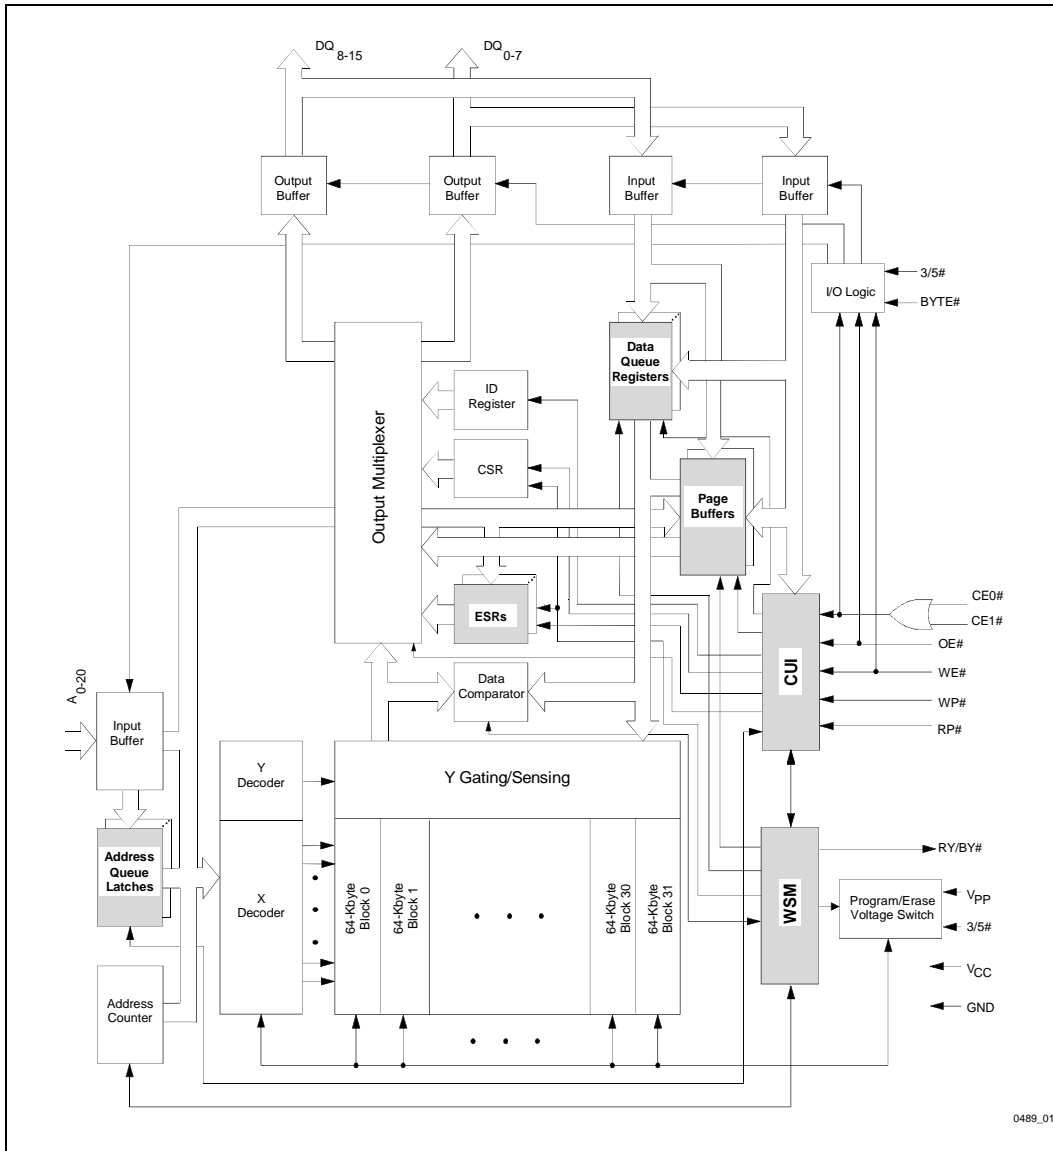 DQ 8-15
DQ 0-7
Output
Buffer
Output
Buffer
Input
Buffer
Input
Buffer
3/5#
I/O Logic
BYTE#
Output Multiplexer
ID
Register
CSR
ESRs
Data
Queue
Registers
Page
Buffers
CE0#
CE1#
OE#
WE#
WP#
RP#
CUI
Data
Comparator
A0-20
Input
Buffer
Y
Decoder
Y Gating/Sensing
Address
Queue
Latches
X
Decoder
64-Kbyte
Block 0
64-Kbyte
Block 1
64-Kbyte
Block 30
64-Kbyte
Block 31
WSM
RY/BY#
Program/Erase
Voltage Switch
VPP
3/5#
VCC
GND
Address
Counter
0489_01